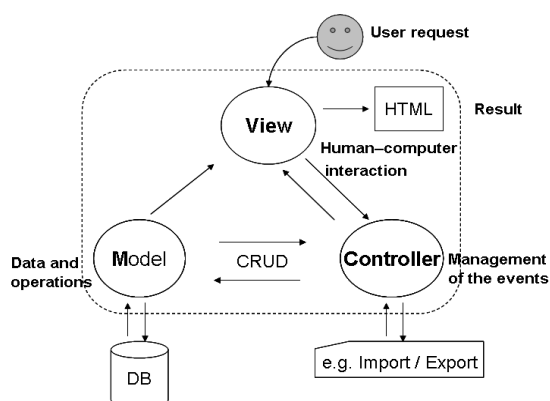 User request
View
HTML
Result
Human–computer
interaction
Data and
operations
Model
CRUD
Controller
Management
of the events
DB
e.g. Import / Export